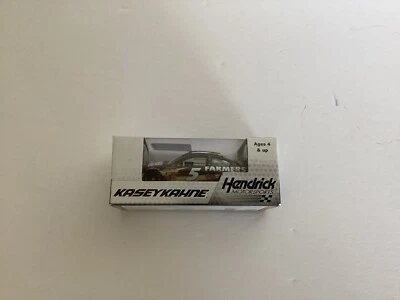 Ages 4
& up
FARMERS
5
KASEYKAHNE
Hendrick
MOTORSPORTS